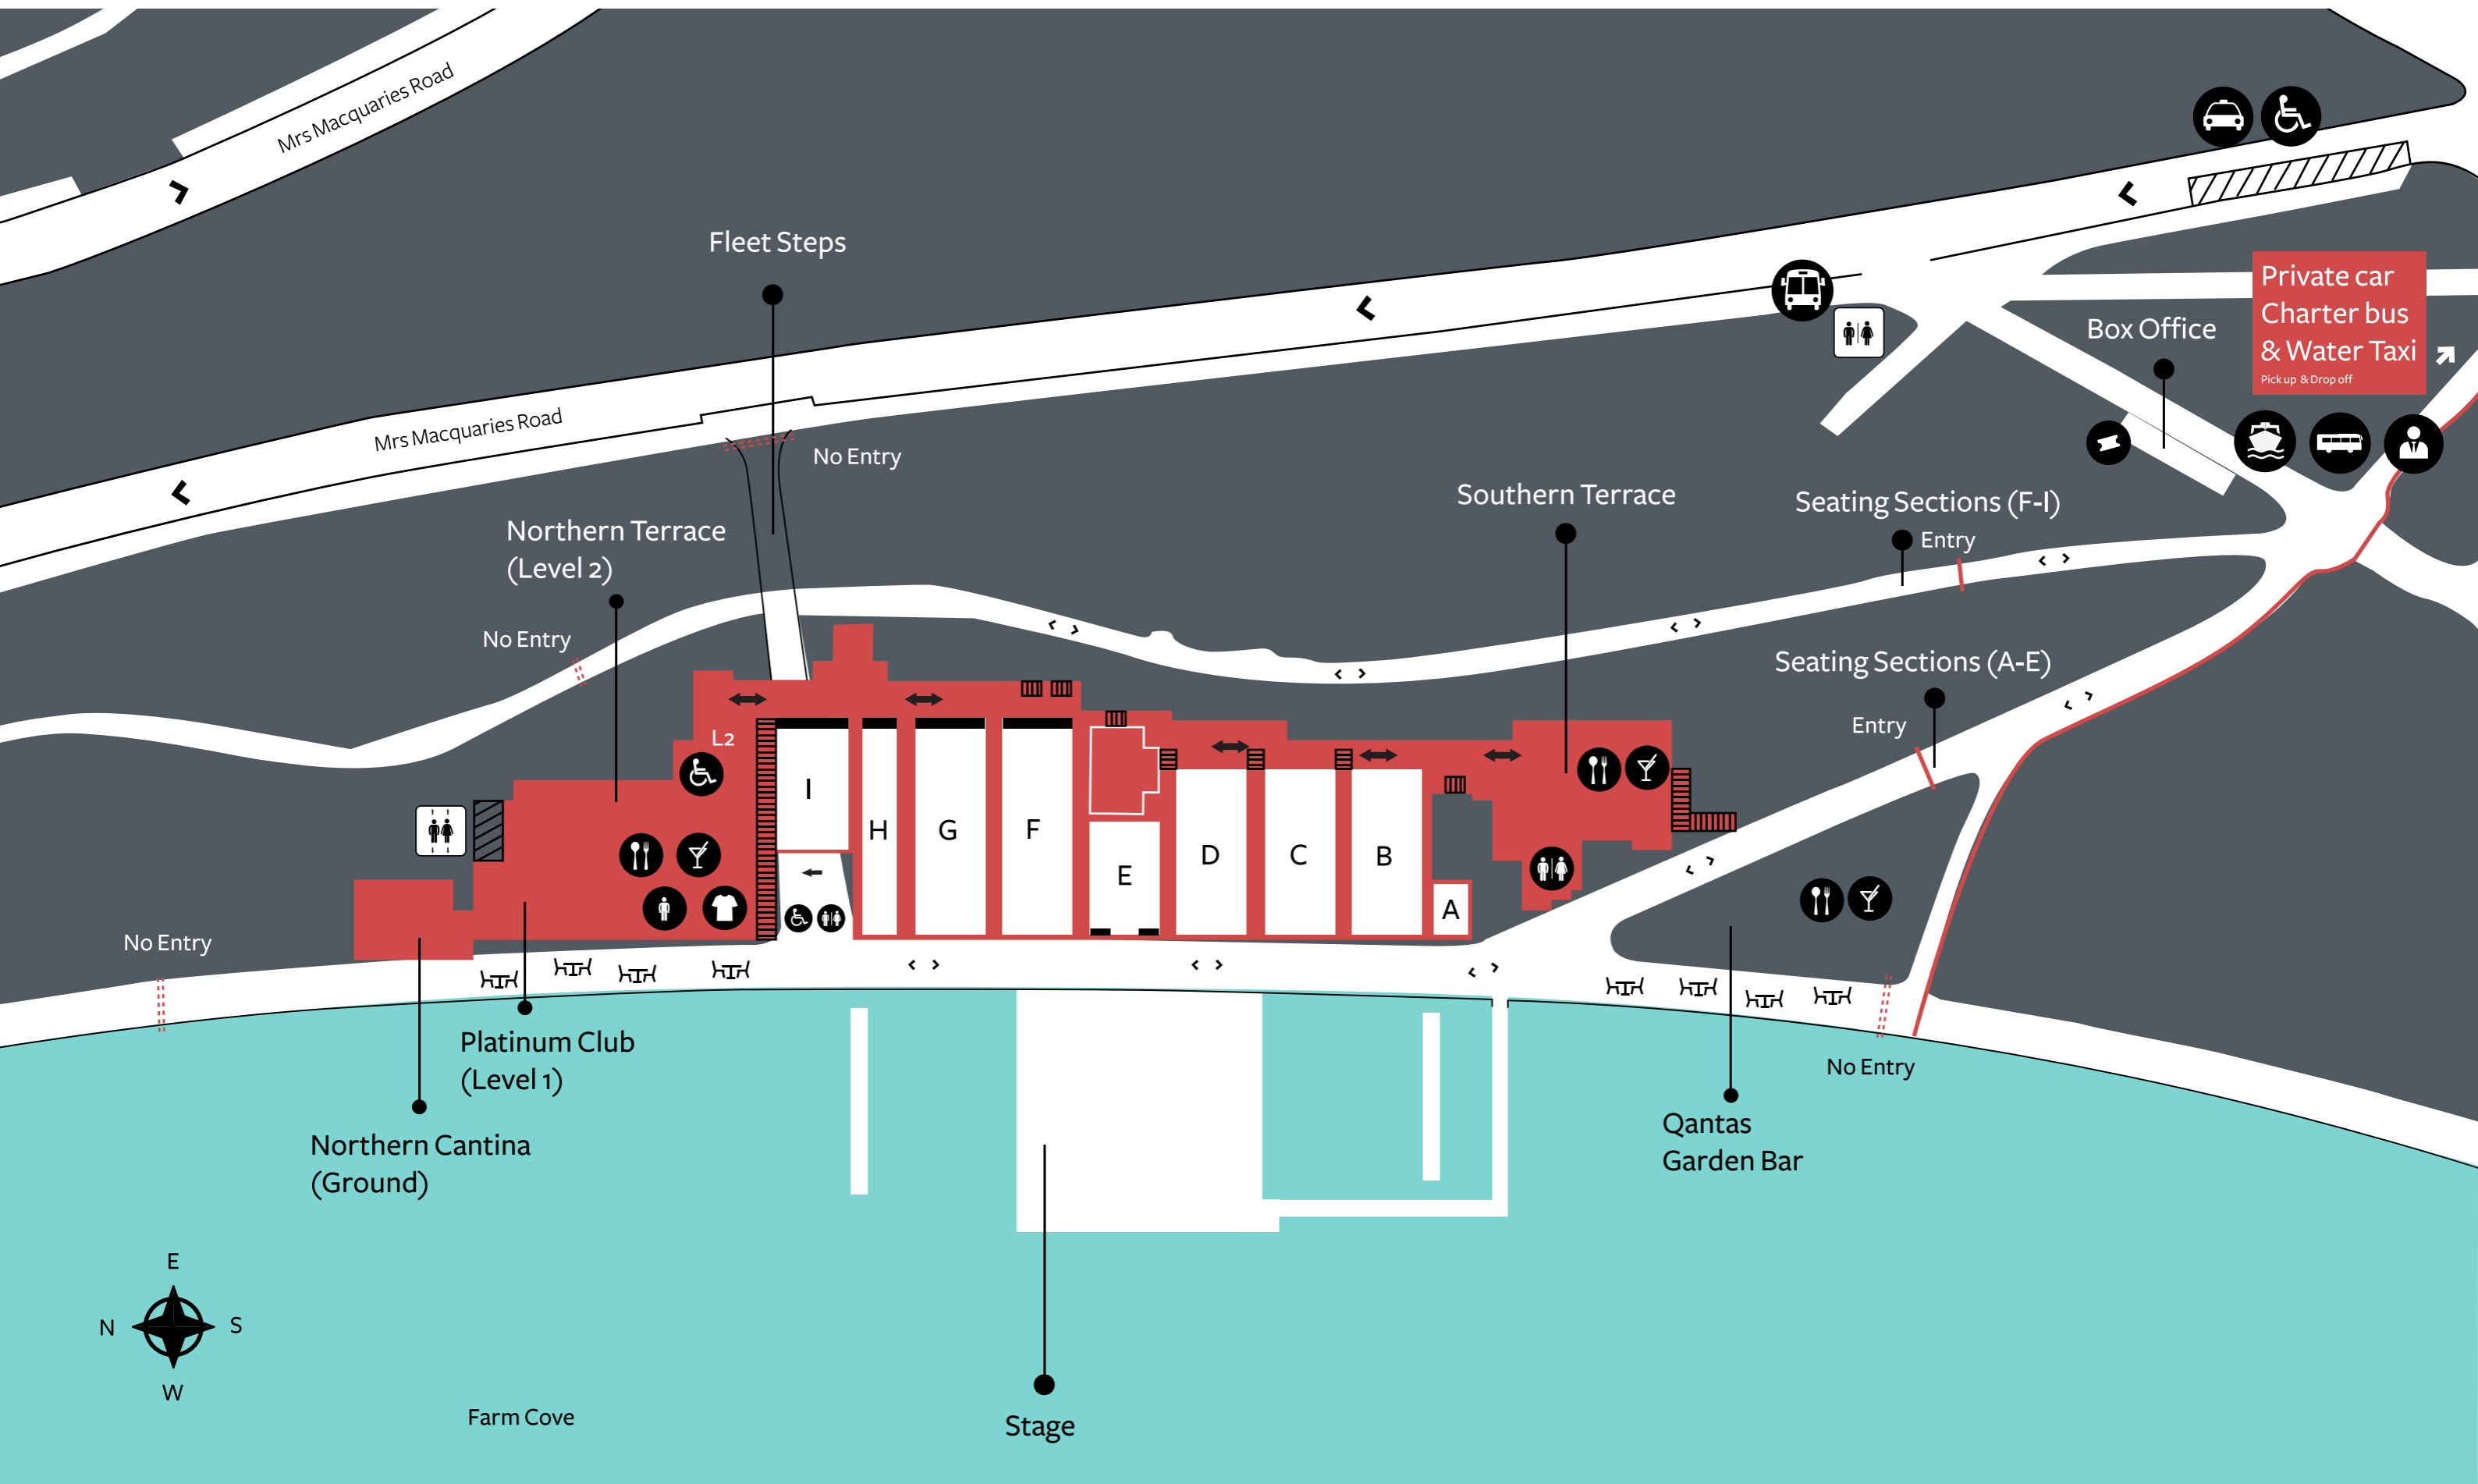 Mrs Macquaries Road
Fleet Steps
Private car
Charter bus
& Water Taxi
Pick up & Drop off
Box Office
Mrs Macquaries Road
No Entry
Southern Terrace
Seating Sections (F-I)
Entry
Northern Terrace
(Level 2)
No Entry
Seating Sections (A-E)
Entry
L2
I
H
G
F
E
D
C
B
A
No Entry
Platinum Club
(Level 1)
No Entry
Northern Cantina
(Ground)
Qantas
Garden Bar
E
N
S
W
Farm Cove
Stage